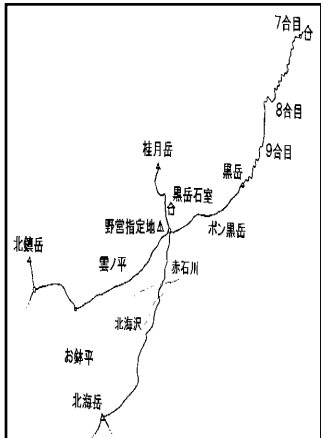 7合目
8合目
9合目
桂月岳
黒岳
黒岳石室
野営指定地
ポン黒岳
北鎮岳
雲ノ平
赤石川
北海沢
お鉢平
北海岳